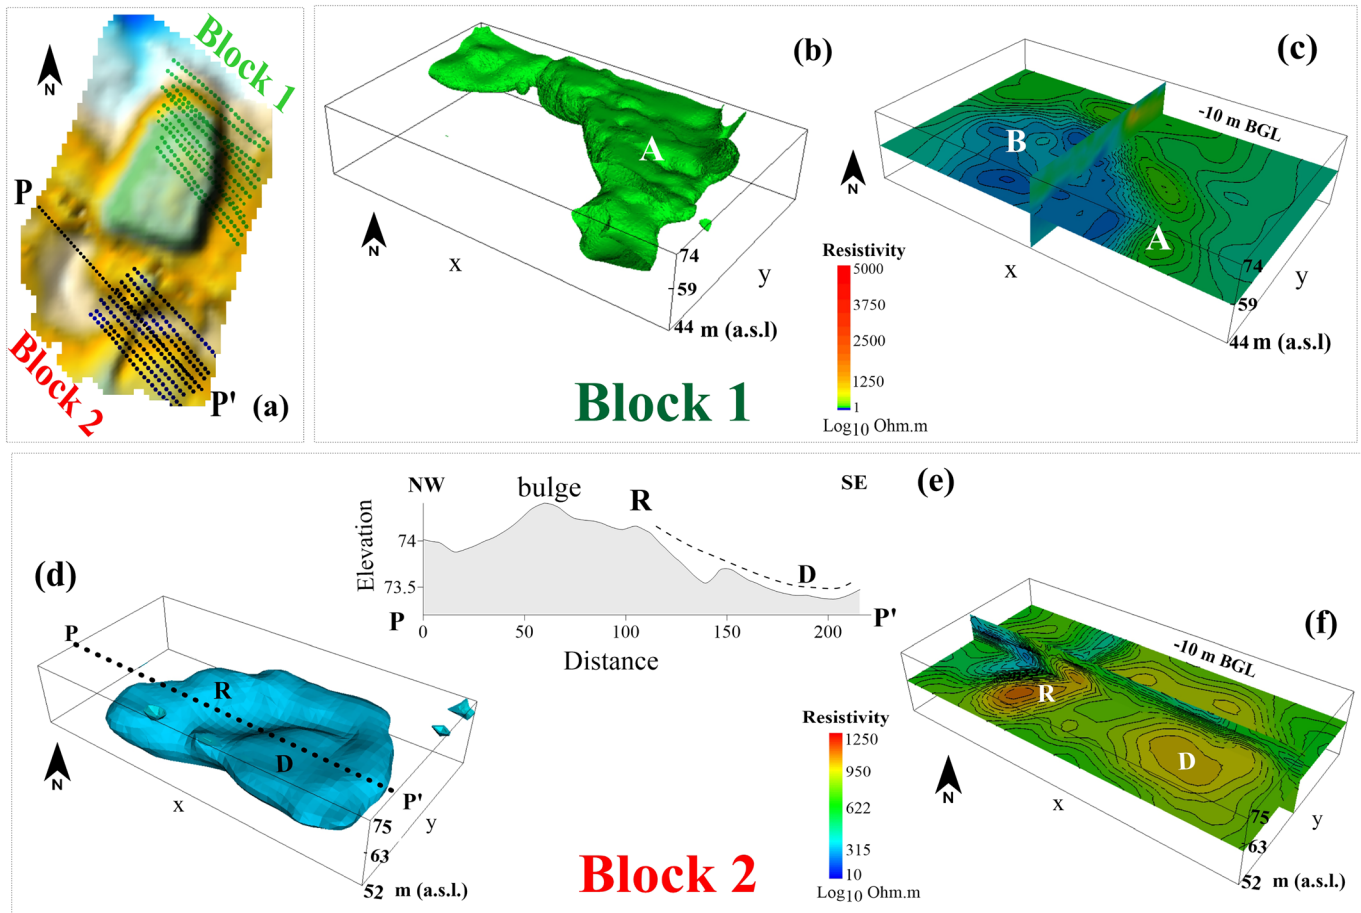 Block 1
N
P
Block 2
P'
(a)
(b)
A
N
x
y
74
59
44 m (a.s.l)
(c)
-10 m BGL
B
N
A
x
y
74
59
44 m (a.s.l)
Resistivity
5000
3750
2500
1250
1
Log10 Ohm.m
Block 1
(d)
P
R
D
P'
N
x
y
75
63
52 m (a.s.l.)
(e)
NW
bulge
R
SE
Elevation
74
D
73.5
P
0
50
100
150
200
P'
Distance
(f)
-10 m BGL
R
D
N
x
y
75
63
52 m (a.s.l.)
Resistivity
1250
950
622
315
10
Log10 Ohm.m
Block 2